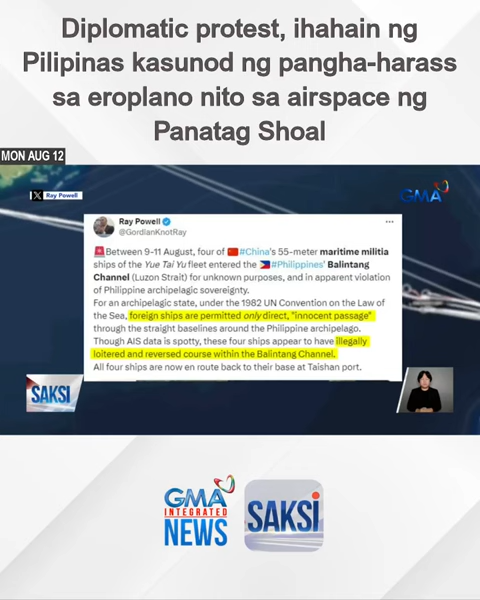 Diplomatic protest, ihahain ng
Pilipinas kasunod ng pangha-harass
sa eroplano nito sa airspace ng
Panatag Shoal
MON AUG 12
X Ray Powell
GMA
Ray Powell
@GordianKnotRay
🚨Between 9-11 August, four of 🇨🇳#China's 55-meter maritime militia
ships of the Yue Tai Yu fleet entered the 🇵🇭#Philippines' Balintang
Channel (Luzon Strait) for unknown purposes, and in apparent violation
of Philippine archipelagic sovereignty.
For an archipelagic state, under the 1982 UN Convention on the Law of
the Sea, foreign ships are permitted only direct, "innocent passage"
through the straight baselines around the Philippine archipelago.
Though AIS data is spotty, these four ships appear to have illegally
loitered and reversed course within the Balintang Channel.
All four ships are now en route back to their base at Taishan port.
SAKSI
GMA
INTEGRATED
NEWS
SAKSI